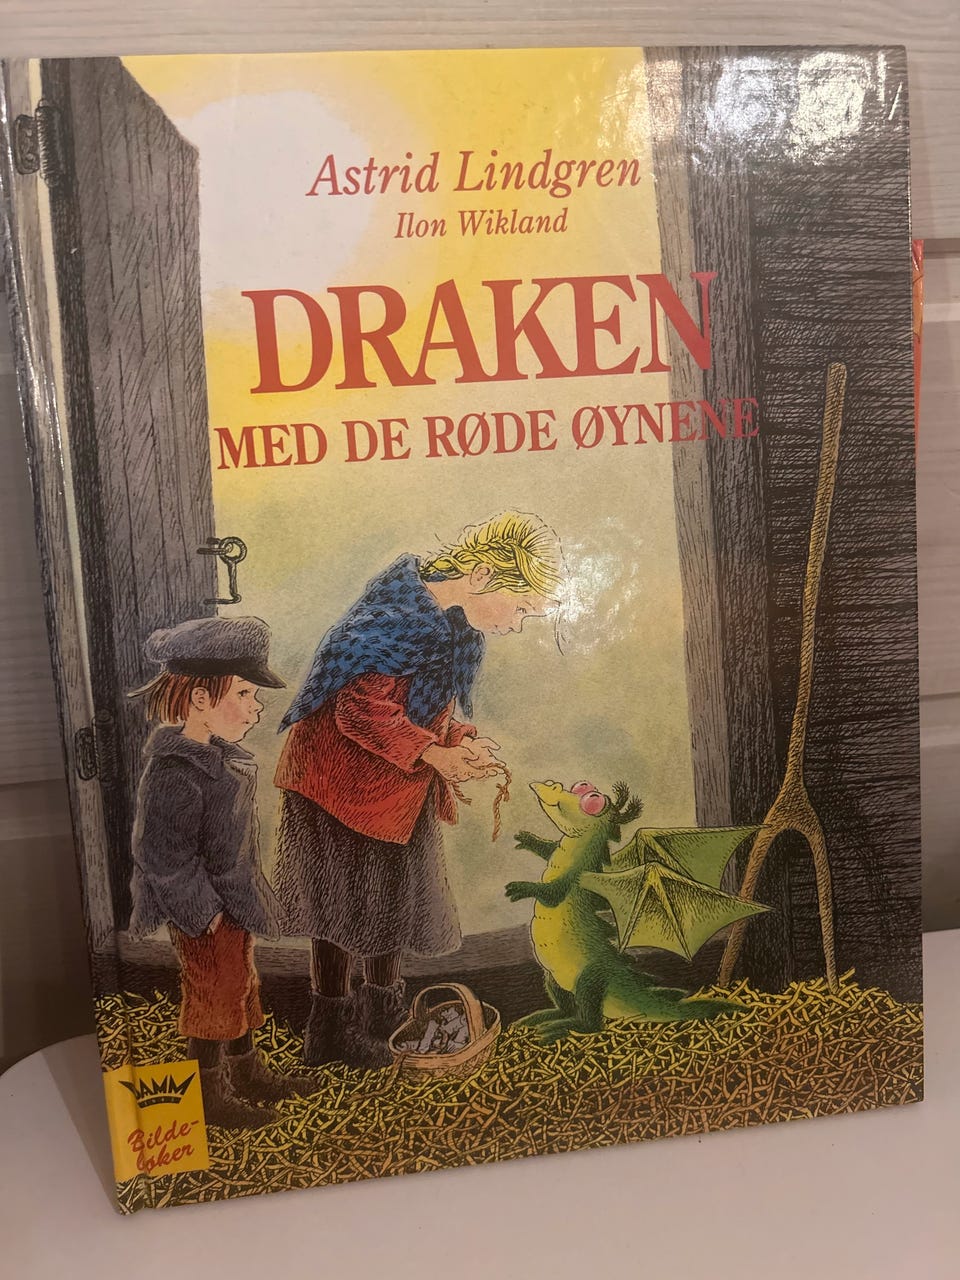 Astrid Lindgren
Ilon Wikland
DRAKEN
MED DE RØDE ØYNENE
DAMM
Bilde-
bøker